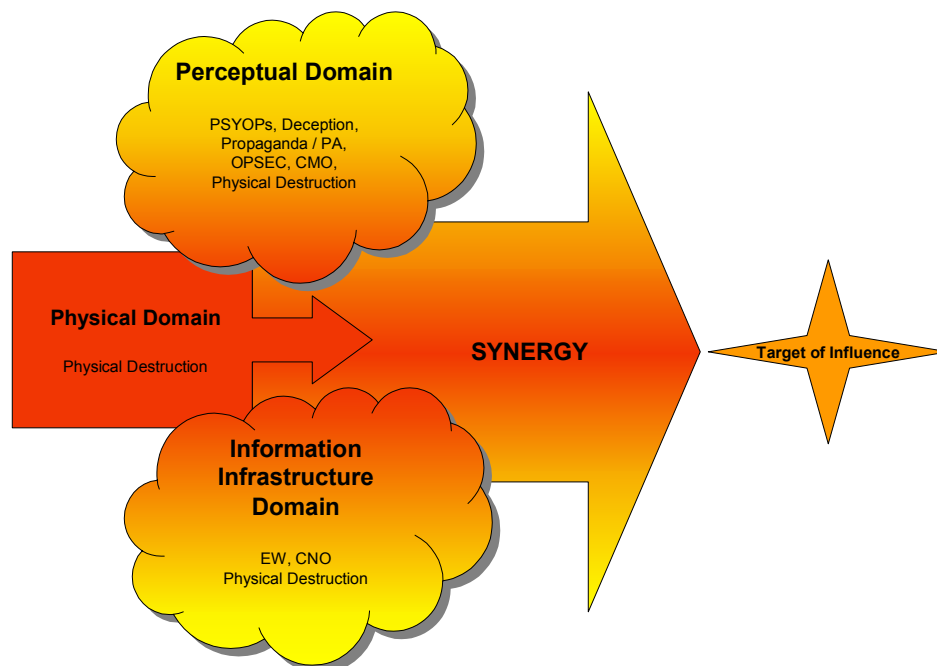 Perceptual Domain
PSYOPs, Deception,
Propaganda / PA,
OPSEC, CMO,
Physical Destruction
Physical Domain
Physical Destruction
SYNERGY
Target of Influence
Information
Infrastructure
Domain
EW, CNO
Physical Destruction